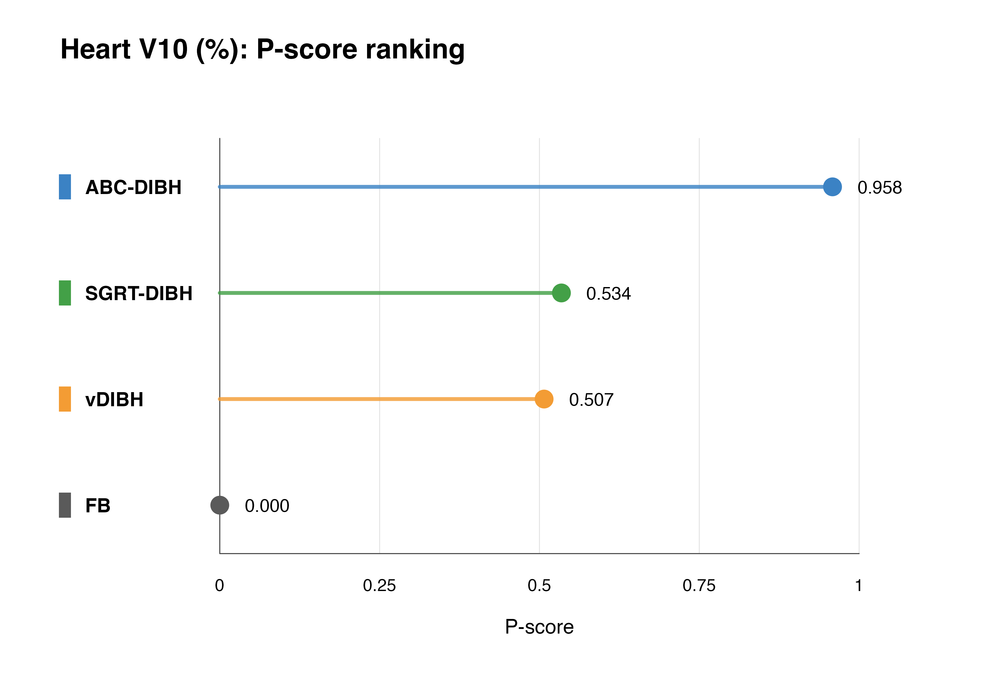 Heart V10 (%): P-score ranking
ABC-DIBH 0.958
SGRT-DIBH 0.534
vDIBH 0.507
FB 0.000
0 0.25 0.5 0.75 1
P-score